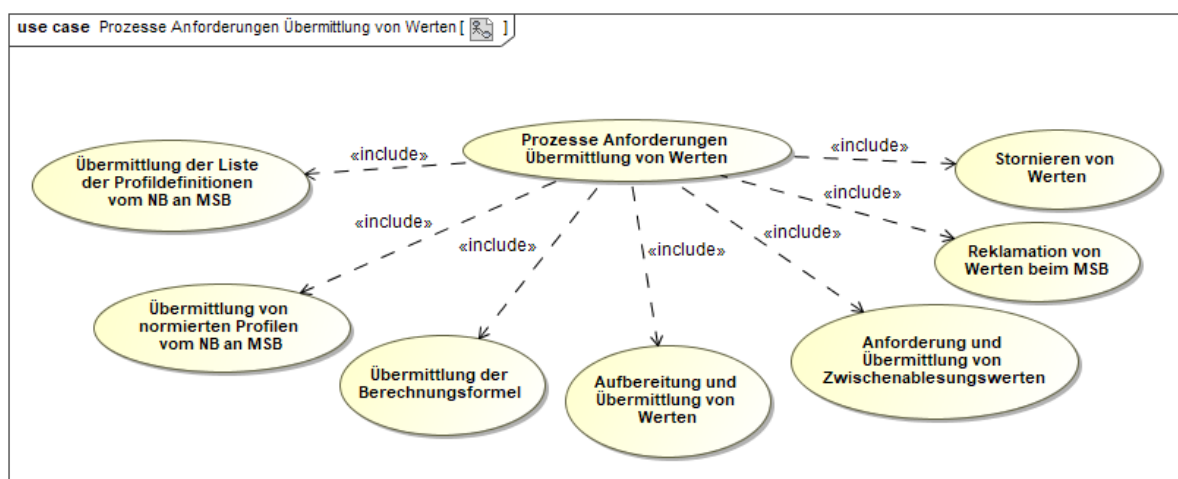 use case Prozesse Anforderungen Übermittlung von Werten [ ]
Prozesse Anforderungen
Übermittlung von Werten
«include»
«include»
«include»
«include»
«include»
«include»
«include»
Übermittlung der Liste
der Profildefinitionen
vom NB an MSB
Übermittlung von
normierten Profilen
vom NB an MSB
Übermittlung der
Berechnungsformel
Aufbereitung und
Übermittlung von
Werten
Anforderung und
Übermittlung von
Zwischenablesungswerten
Reklamation von
Werten beim MSB
Stornieren von
Werten